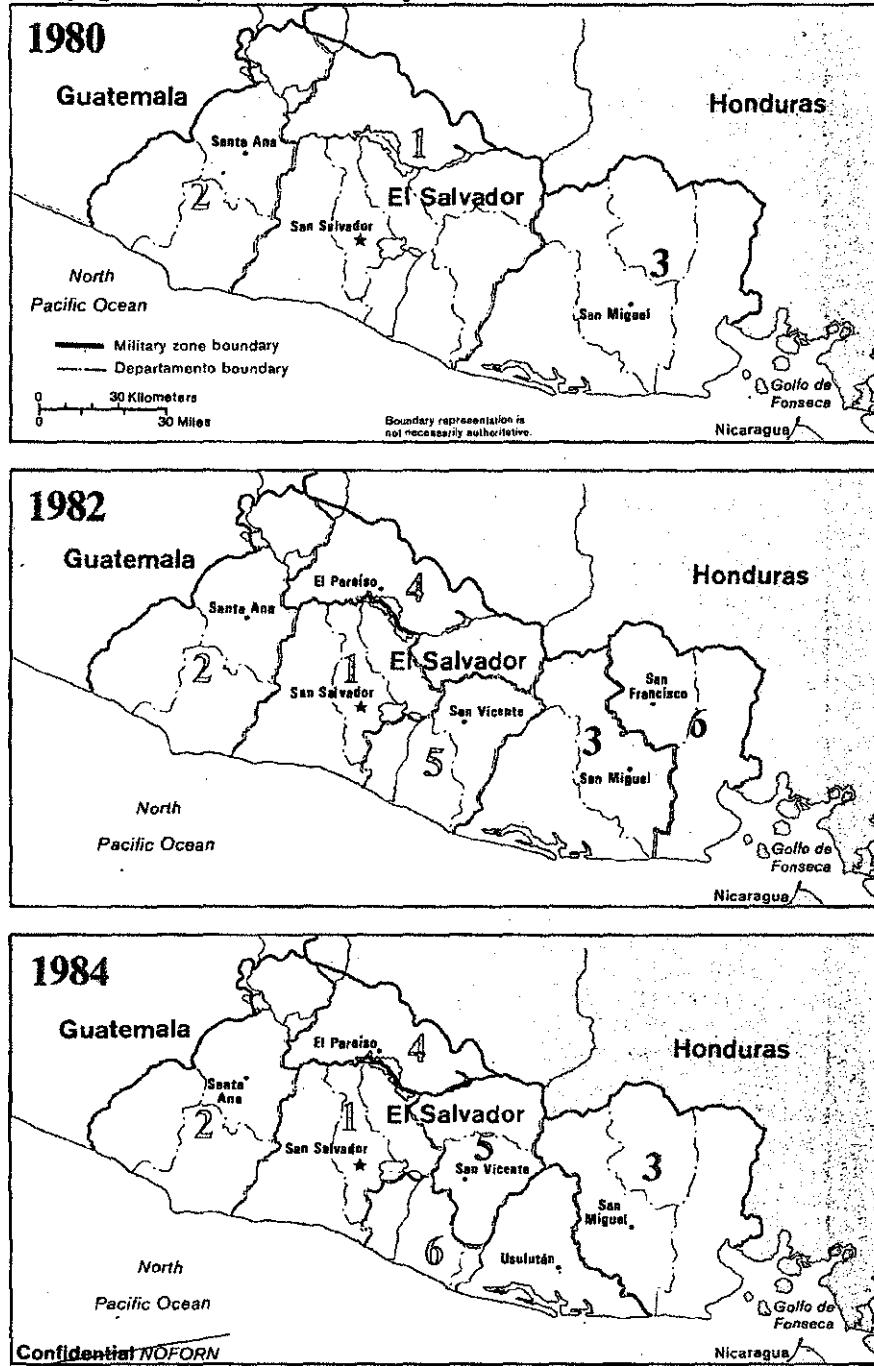 1980
Guatemala
Honduras
Santa Ana
1
2
El Salvador
San Salvador
3
North
Pacific Ocean
San Miguel
Military zone boundary
Departamento boundary
0 30 Kilometers
0 30 Miles
Boundary representation is
not necessarily authoritative.
Golfo de
Fonseca
Nicaragua
1982
Guatemala
Honduras
El Paraíso
4
Santa Ana
2
1
El Salvador
San
Francisco
San Salvador
San Vicente
6
3
5
San Miguel
North
Pacific Ocean
Golfo de
Fonseca
Nicaragua
1984
Guatemala
El Paraíso
4
Honduras
Santa
Ana
2
1
El Salvador
5
San Salvador
San Vicente
3
San
Miguel
6
Usulután
North
Pacific Ocean
Golfo de
Fonseca
Confidential NOFORN
Nicaragua